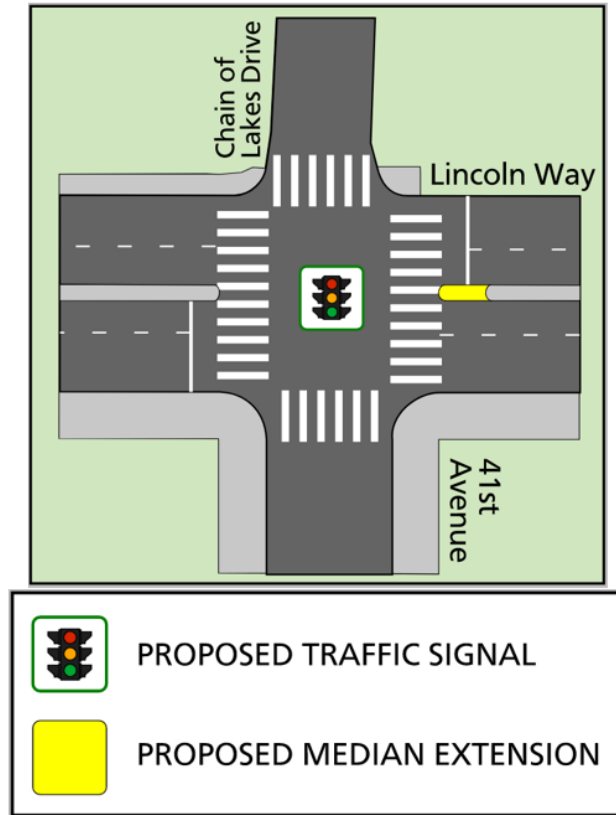 Chain of
Lakes Drive
Lincoln Way
41st
Avenue
PROPOSED TRAFFIC SIGNAL
PROPOSED MEDIAN EXTENSION